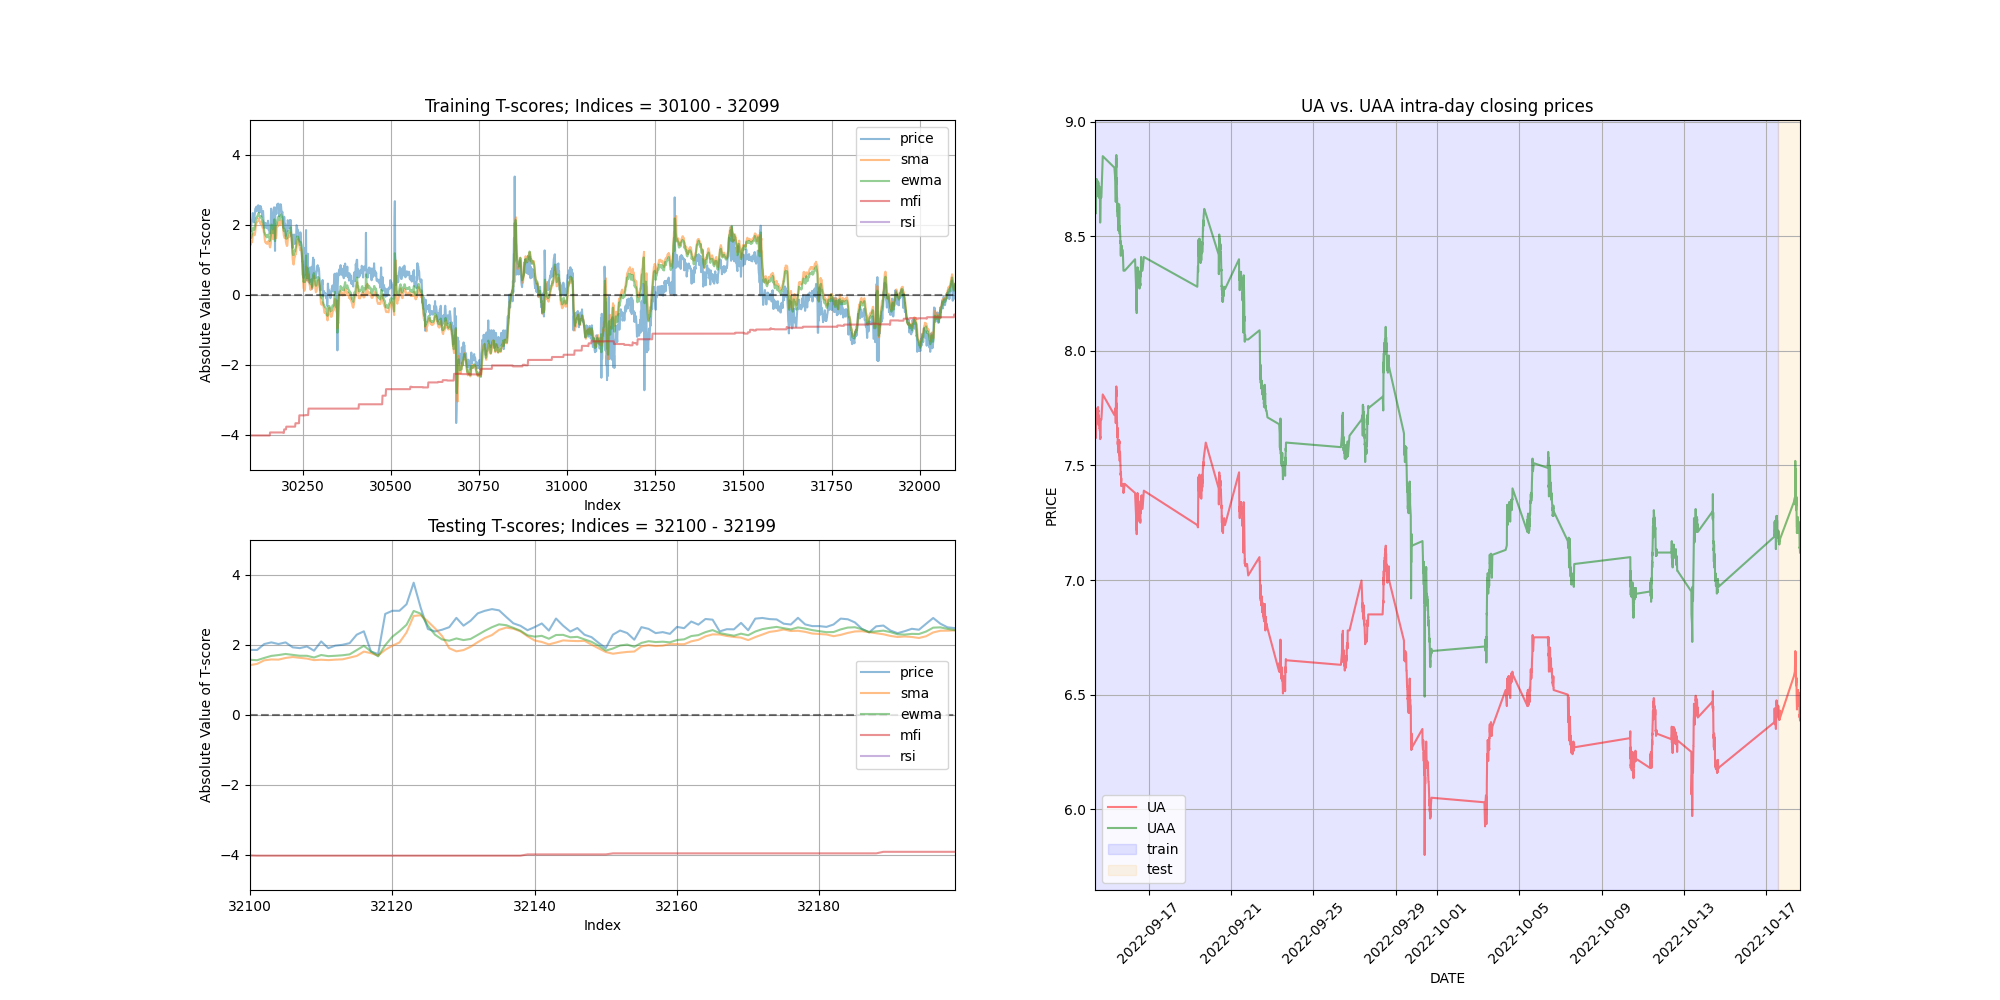 Training T-scores; Indices = 30100 - 32099
Absolute Value of T-score
4
2
0
−2
−4
price
sma
ewma
mfi
rsi
30250 30500 30750 31000 31250 31500 31750 32000
Index
Testing T-scores; Indices = 32100 - 32199
Absolute Value of T-score
4
2
0
−2
−4
price
sma
ewma
mfi
rsi
32100 32120 32140 32160 32180
Index
UA vs. UAA intra-day closing prices
PRICE
9.0
8.5
8.0
7.5
7.0
6.5
6.0
UA
UAA
train
test
2022-09-17 2022-09-21 2022-09-25 2022-09-29 2022-10-01 2022-10-05 2022-10-09 2022-10-13 2022-10-17
DATE